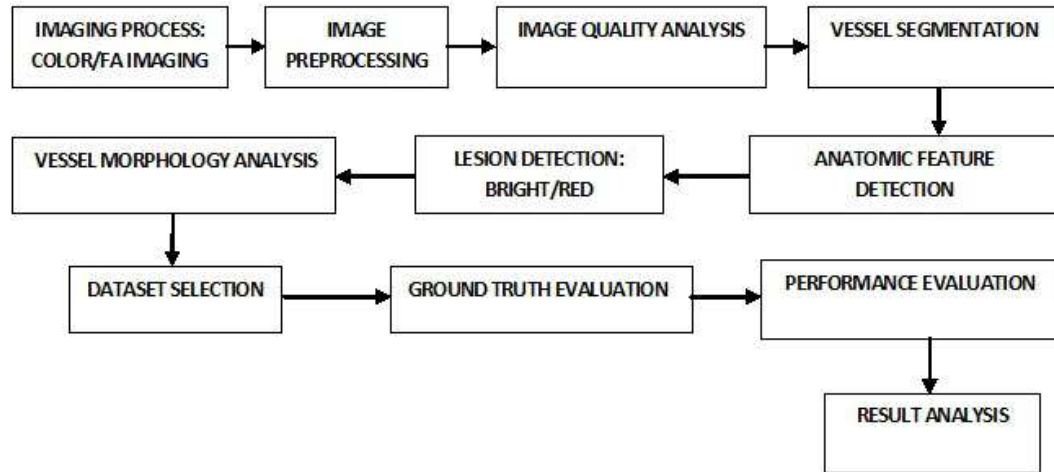 IMAGING PROCESS:
COLOR/FA IMAGING
IMAGE
PREPROCESSING
IMAGE QUALITY ANALYSIS
VESSEL SEGMENTATION
ANATOMIC FEATURE
DETECTION
LESION DETECTION:
BRIGHT/RED
VESSEL MORPHOLOGY ANALYSIS
DATASET SELECTION
GROUND TRUTH EVALUATION
PERFORMANCE EVALUATION
RESULT ANALYSIS